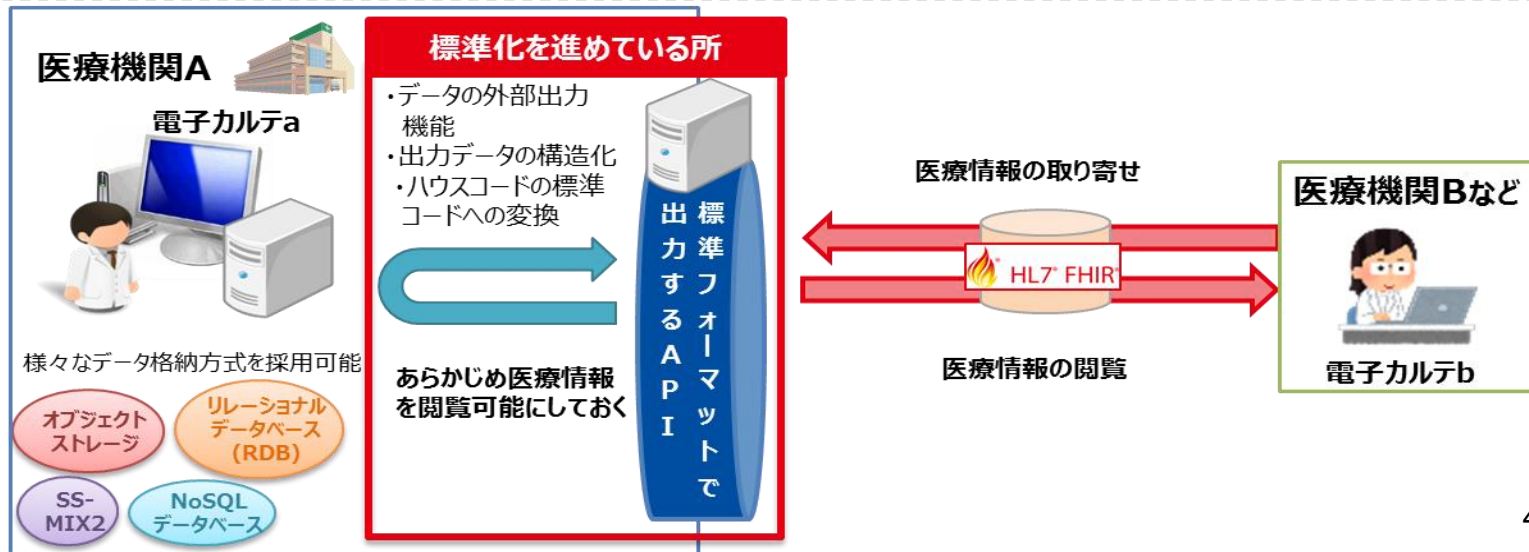 医療機関A
電子カルテa
様々なデータ格納方式を採用可能
オブジェクト
ストレージ
リレーショナル
データベース
(RDB)
SS-
MIX2
NoSQL
データベース
標準化を進めている所
・データの外部出力
機能
・出力データの構造化
・ハウスコードの標準
コードへの変換
あらかじめ医療情報
を閲覧可能にしておく
標準フォーマットで
出力するAPI
医療情報の取り寄せ
HL7® FHIR®
医療情報の閲覧
医療機関Bなど
電子カルテb